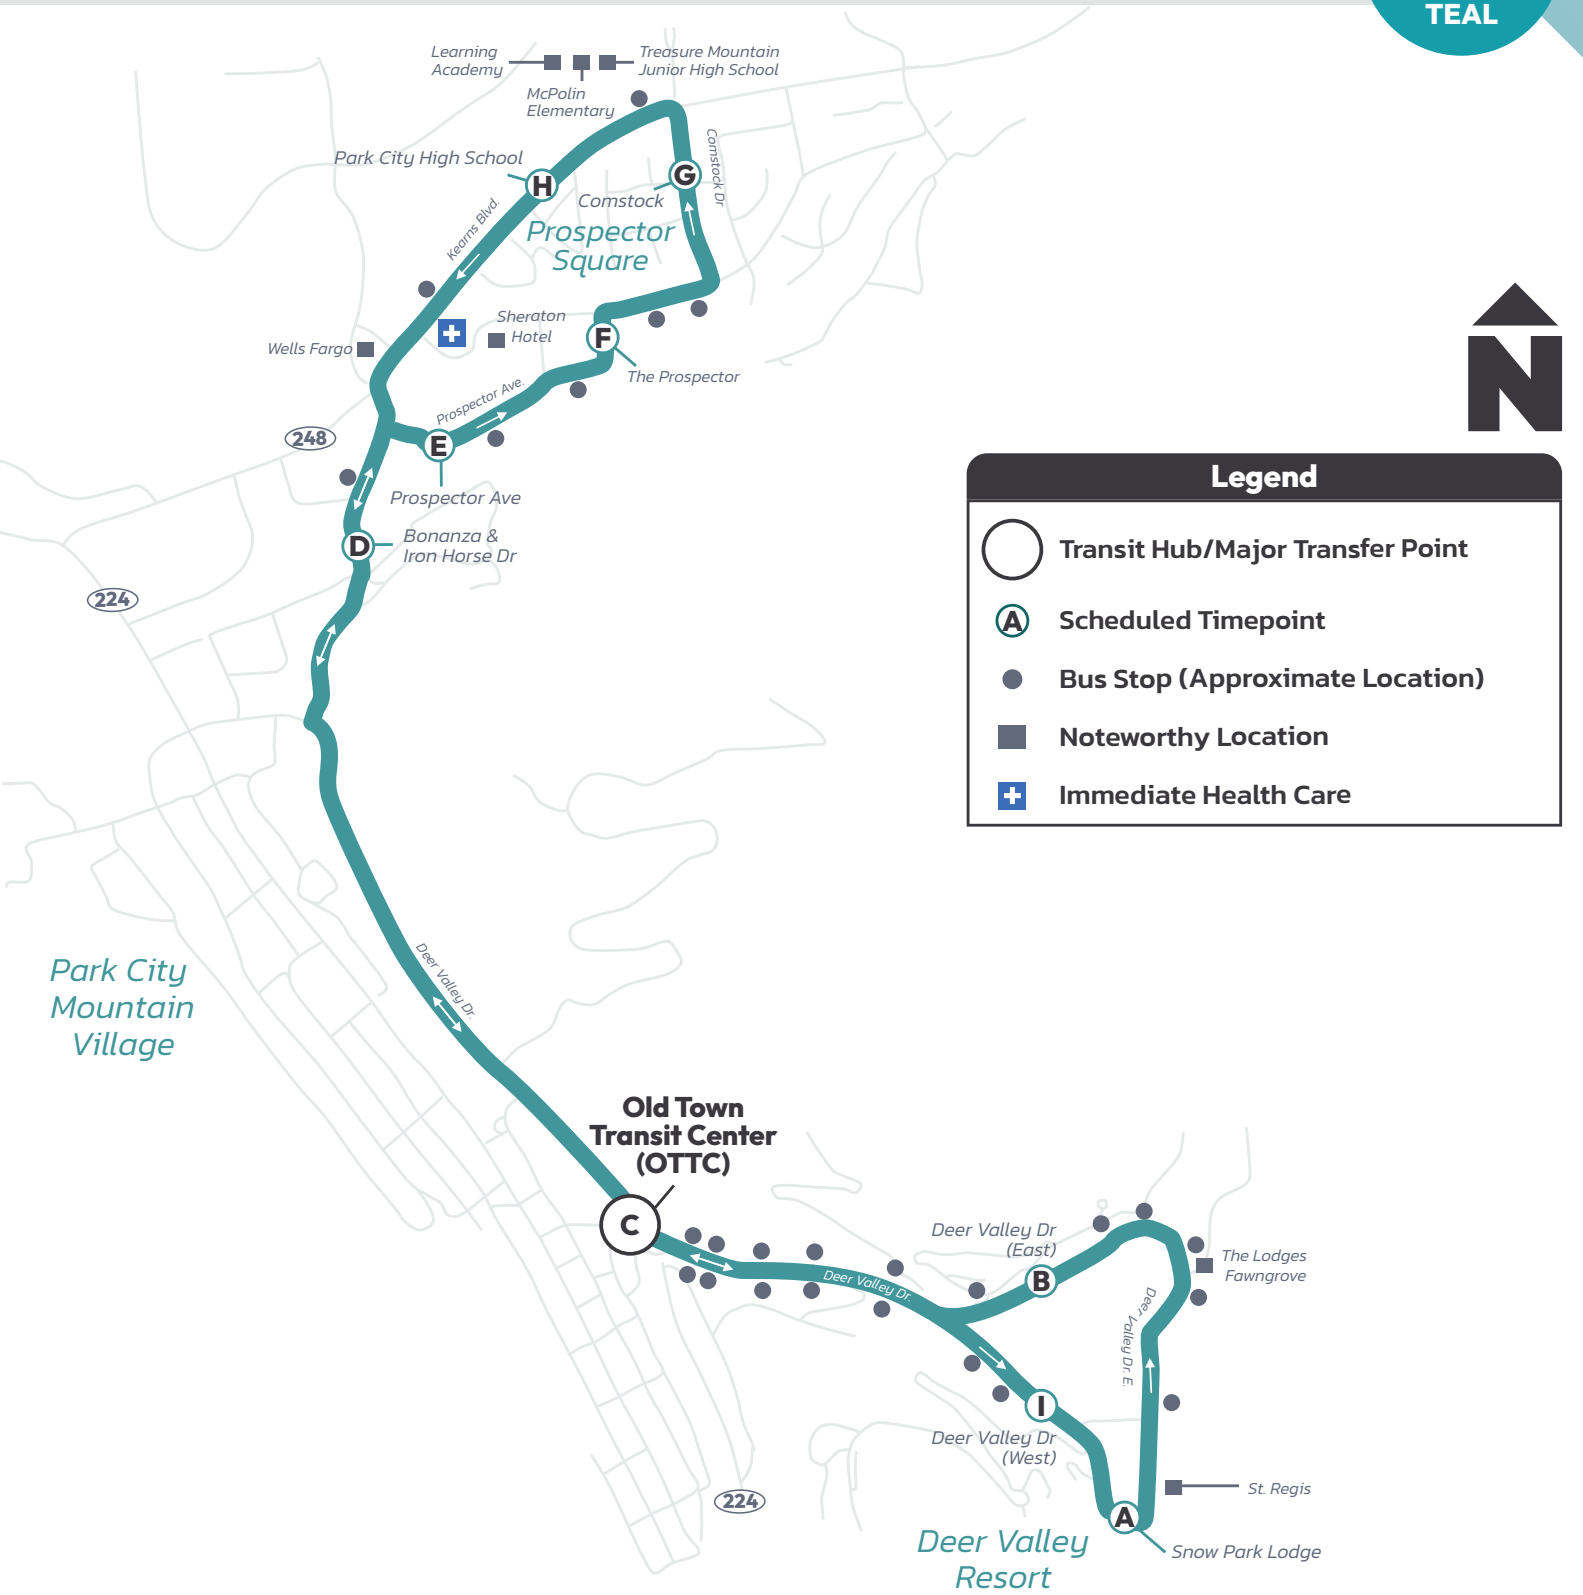 TEAL
Learning
Academy
Treasure Mountain
Junior High School
McPolin
Elementary
Park City High School
H
G
Comstock
Comstock Dr
Kearns Blvd.
Prospector
Square
Sheraton
Hotel
Wells Fargo
F
The Prospector
Prospector Ave.
248
E
Prospector Ave
D
Bonanza &
Iron Horse Dr
224
N
Legend
Transit Hub/Major Transfer Point
A
Scheduled Timepoint
Bus Stop (Approximate Location)
Noteworthy Location
Immediate Health Care
Park City
Mountain
Village
Deer Valley Dr.
Old Town
Transit Center
(OTTC)
C
Deer Valley Dr.
Deer Valley Dr
(East)
B
The Lodges
Fawngrove
Deer Valley Dr. E.
I
Deer Valley Dr
(West)
224
St. Regis
A
Snow Park Lodge
Deer Valley
Resort